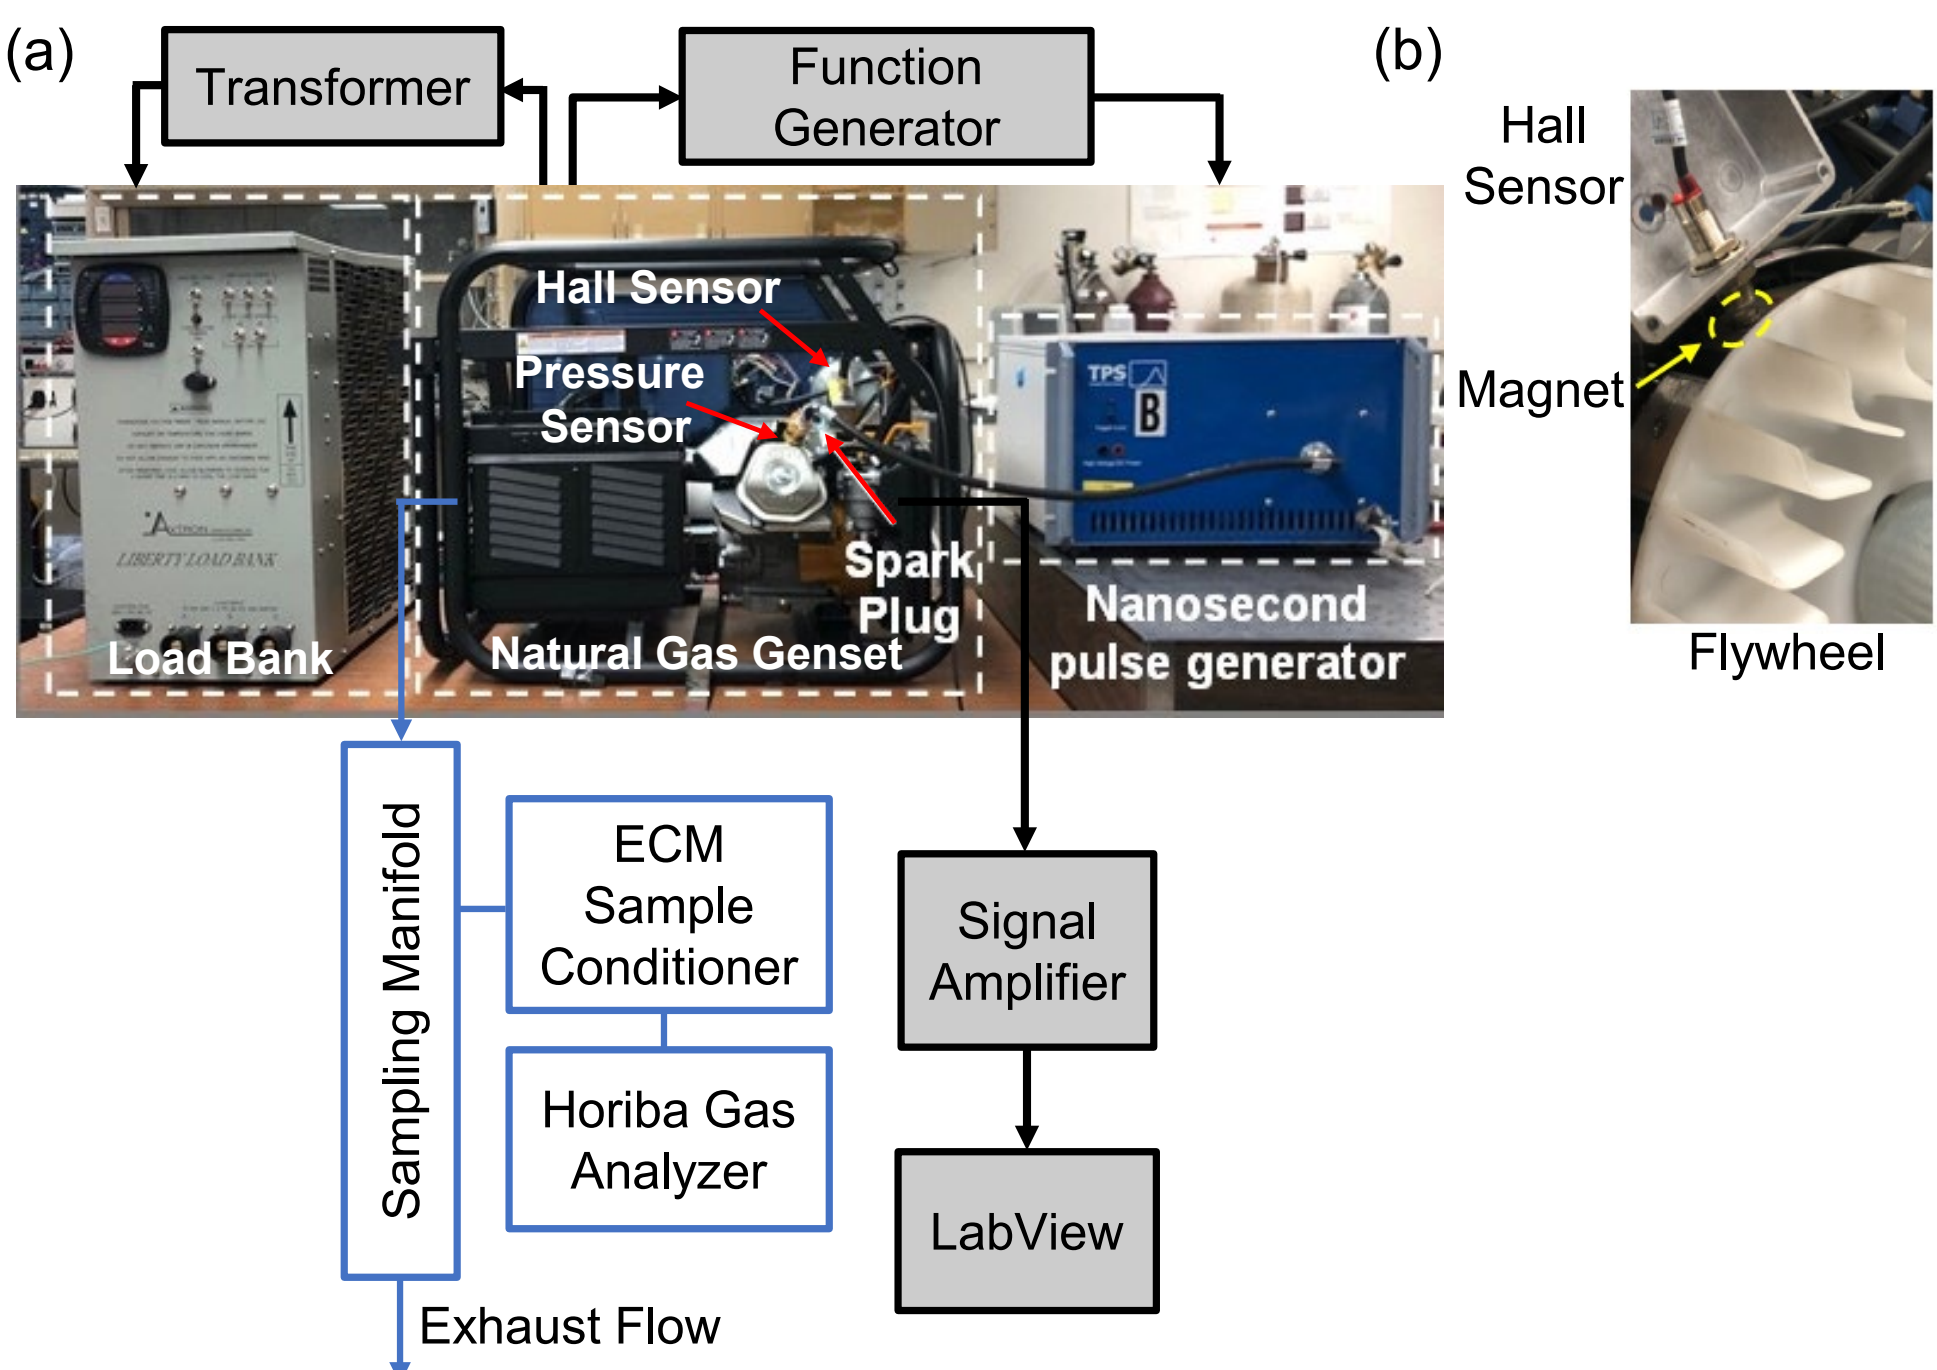 (a)
Transformer
Function
Generator
(b)
Hall
Sensor
Magnet
Flywheel
Hall Sensor
Pressure
Sensor
Spark
Plug
TPS
B
AXTRON
LIBERTY LOAD BANK
Load Bank
Natural Gas Genset
Nanosecond
pulse generator
Sampling Manifold
ECM
Sample
Conditioner
Horiba Gas
Analyzer
Signal
Amplifier
LabView
Exhaust Flow